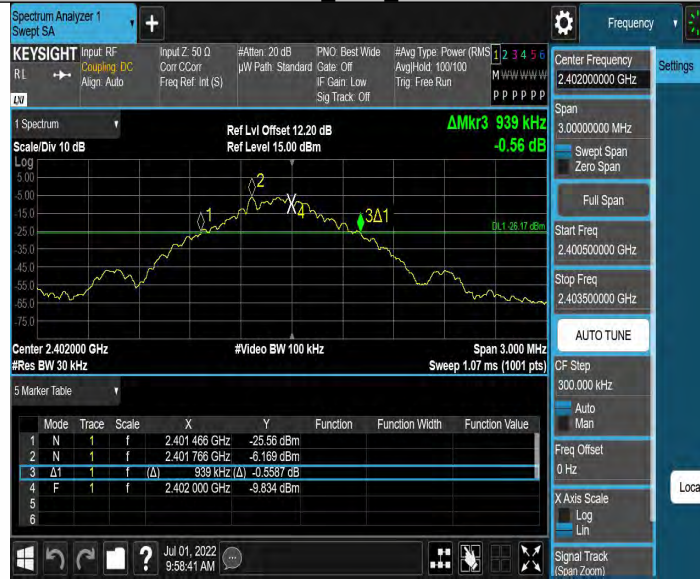 Spectrum Analyzer 1
Swept SA
Frequency
KEYSIGHT
RL
LXI
Input: RF
Coupling: DC
Align: Auto
Input Z: 50 Ω
Corr CCorr
Freq Ref: Int (S)
#Atten: 20 dB
µW Path: Standard
PNO: Best Wide
Gate: Off
IF Gain: Low
Sig Track: Off
#Avg Type: Power (RMS
Avg|Hold: 100/100
Trig: Free Run
1 2 3 4 5 6
M W W W W W
P P P P P P
1 Spectrum
Scale/Div 10 dB
Ref Lvl Offset 12.20 dB
Ref Level 15.00 dBm
ΔMkr3 939 kHz
-0.56 dB
Log
5.00
-5.00
-15.0
-25.0
-35.0
-45.0
-55.0
-65.0
-75.0
1
2
4
3Δ1
DL1 -26.17 dBm
Center 2.402000 GHz
#Res BW 30 kHz
#Video BW 100 kHz
Span 3.000 MHz
Sweep 1.07 ms (1001 pts)
5 Marker Table
Mode Trace Scale X Y Function Function Width Function Value
1 N 1 f 2.401 466 GHz -25.56 dBm
2 N 1 f 2.401 766 GHz -6.169 dBm
3 Δ1 1 f (Δ) 939 kHz (Δ) -0.5587 dB
4 F 1 f 2.402 000 GHz -9.834 dBm
5
6
?
Jul 01, 2022
9:58:41 AM
Center Frequency
2.402000000 GHz
Settings
Span
3.00000000 MHz
Swept Span
Zero Span
Full Span
Start Freq
2.400500000 GHz
Stop Freq
2.403500000 GHz
AUTO TUNE
CF Step
300.000 kHz
Auto
Man
Freq Offset
0 Hz
X Axis Scale
Log
Lin
Signal Track
(Span Zoom)
Loca